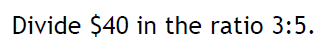 Divide $40 in the ratio 3:5.